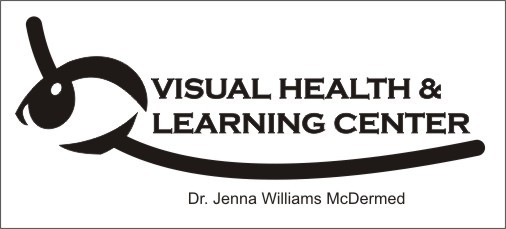 VISUAL HEALTH &
LEARNING CENTER
Dr. Jenna Williams McDermed